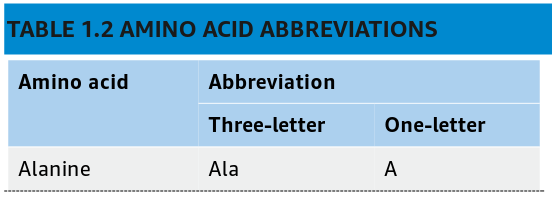 TABLE 1.2 AMINO ACID ABBREVIATIONS
Amino acid Abbreviation
Three-letter One-letter
Alanine Ala A